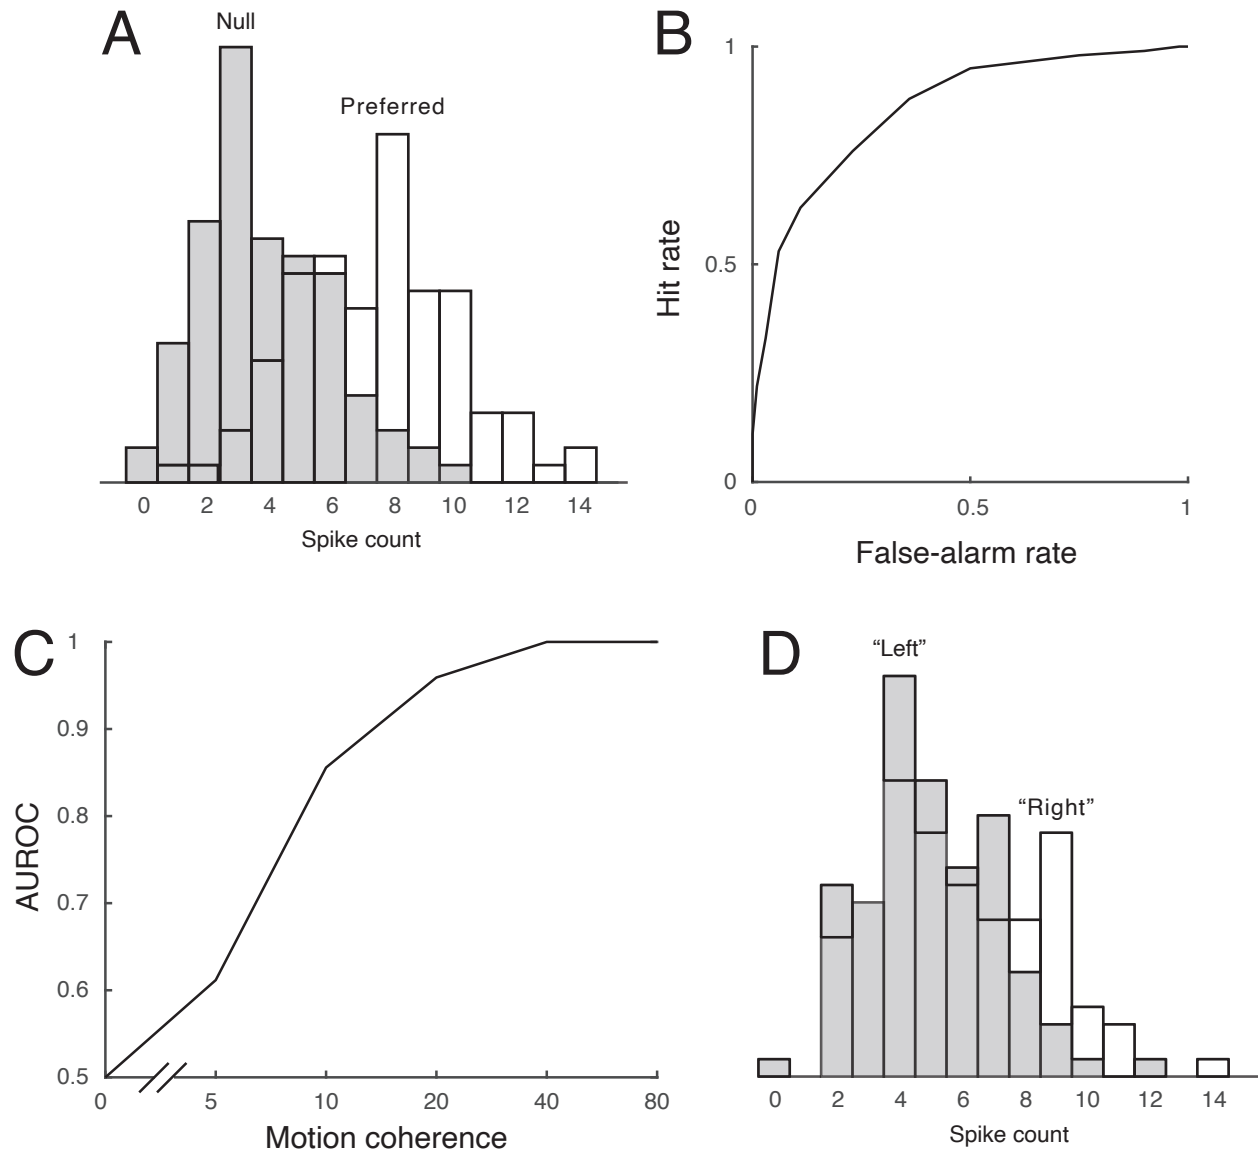 A
Null
Preferred
0 2 4 6 8 10 12 14
Spike count
B
1
0.5
0
Hit rate
0 0.5 1
False-alarm rate
C
1
0.9
0.8
0.7
0.6
0.5
AUROC
0 5 10 20 40 80
Motion coherence
D
“Left”
“Right”
0 2 4 6 8 10 12 14
Spike count